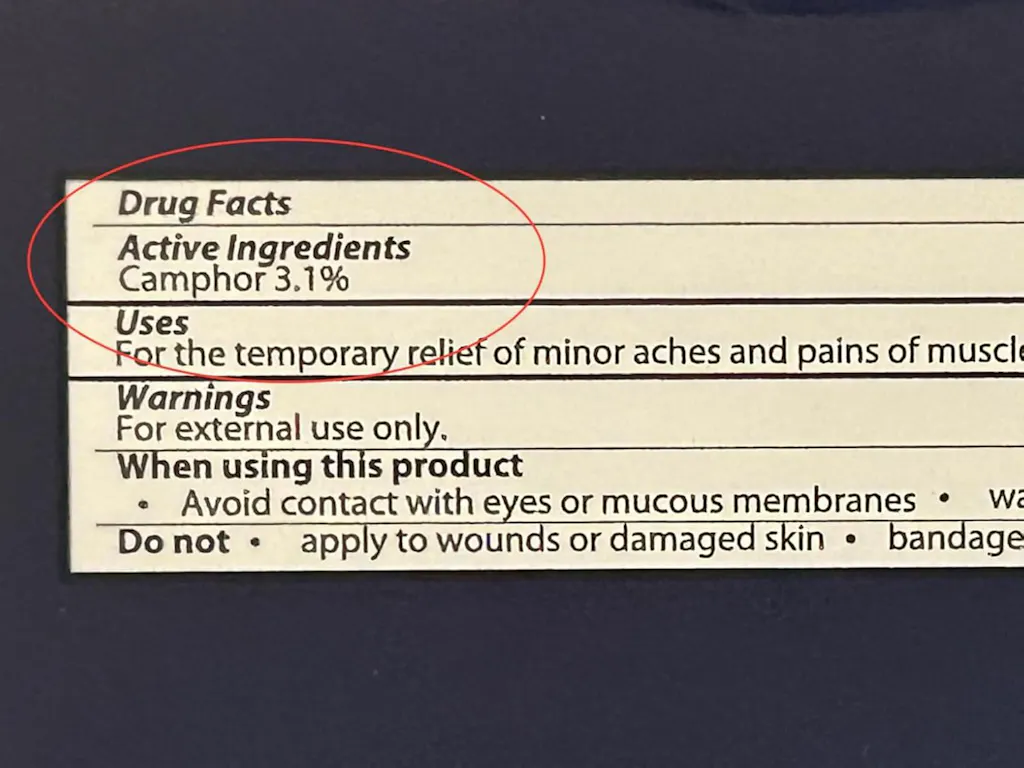 Drug Facts
Active Ingredients
Camphor 3.1%
Uses
For the temporary relief of minor aches and pains of
Warnings
For external use only.
When using this product
• Avoid contact with eyes or mucous membranes •
Do not • apply to wounds or damaged skin • bandage